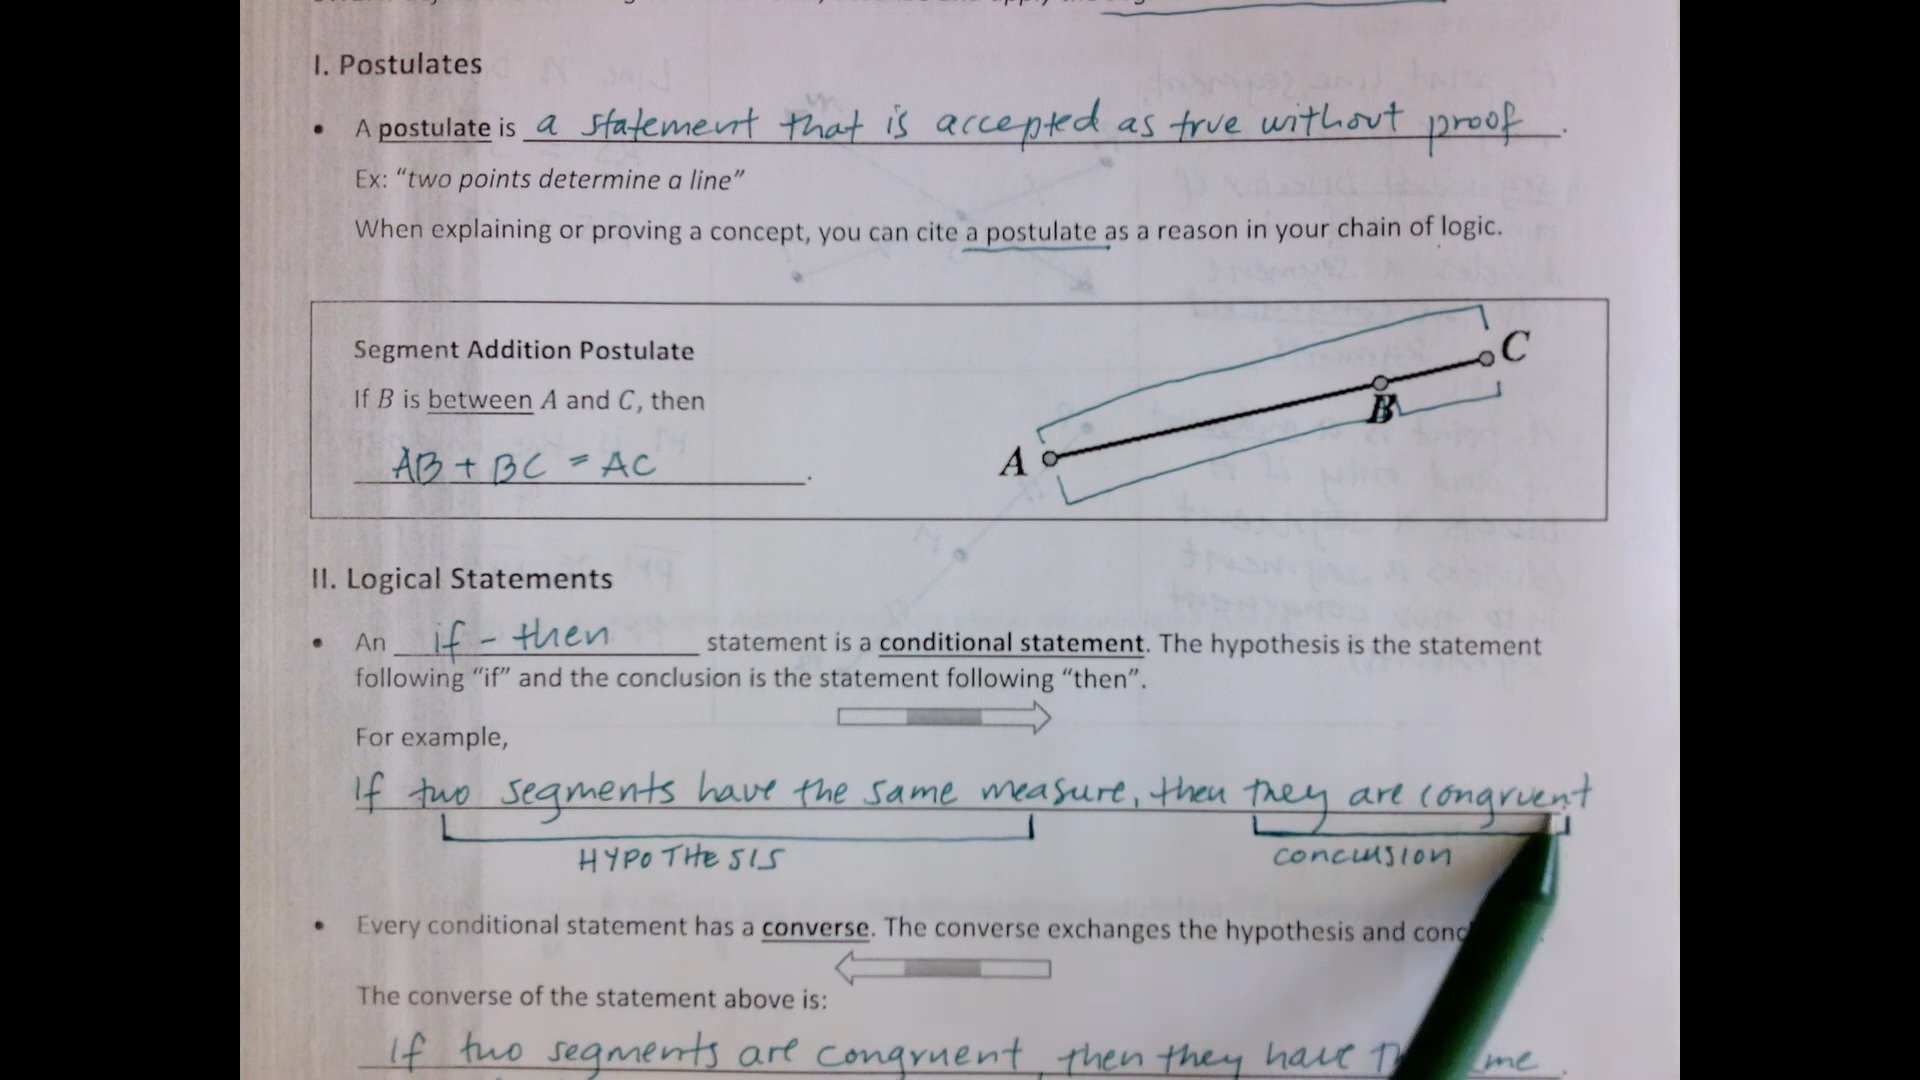 I. Postulates
• A postulate is a statement that is accepted as true without proof.
Ex: “two points determine a line”
When explaining or proving a concept, you can cite a postulate as a reason in your chain of logic.
Segment Addition Postulate
If B is between A and C, then
AB + BC = AC.
C
B
A
II. Logical Statements
• An if - then statement is a conditional statement. The hypothesis is the statement
following “if” and the conclusion is the statement following “then”.
For example,
If two segments have the same measure, then they are congruent
HYPOTHESIS
CONCLUSION
• Every conditional statement has a converse. The converse exchanges the hypothesis and
The converse of the statement above is:
If two segments are congruent, then they have